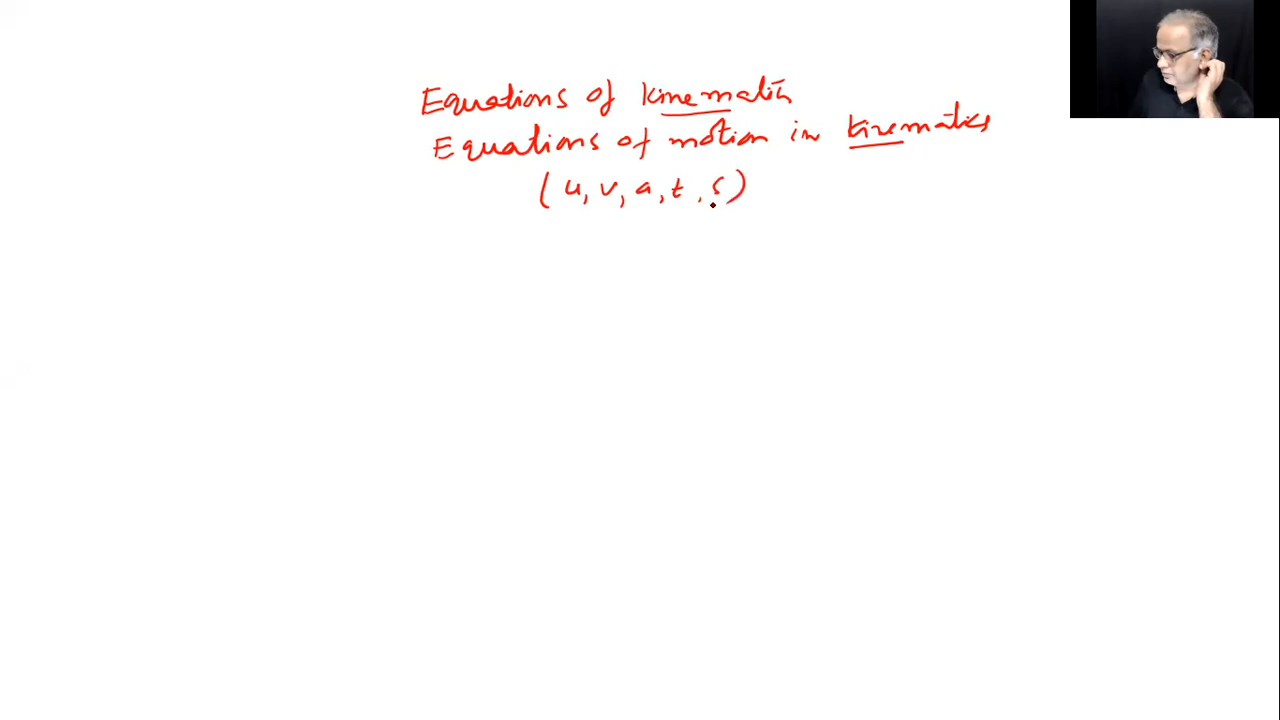 Equations of kinematics
Equations of motion in kinematics
(u, v, a, t, s)